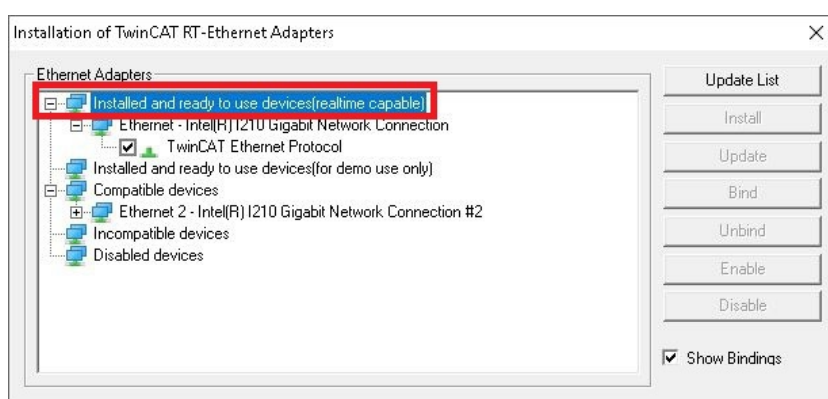 Installation of TwinCAT RT-Ethernet Adapters
Ethernet Adapters
Installed and ready to use devices(realtime capable)
Ethernet - Intel(R) I210 Gigabit Network Connection
TwinCAT Ethernet Protocol
Installed and ready to use devices(for demo use only)
Compatible devices
Ethernet 2 - Intel(R) I210 Gigabit Network Connection #2
Incompatible devices
Disabled devices
Update List
Install
Update
Bind
Unbind
Enable
Disable
Show Bindings